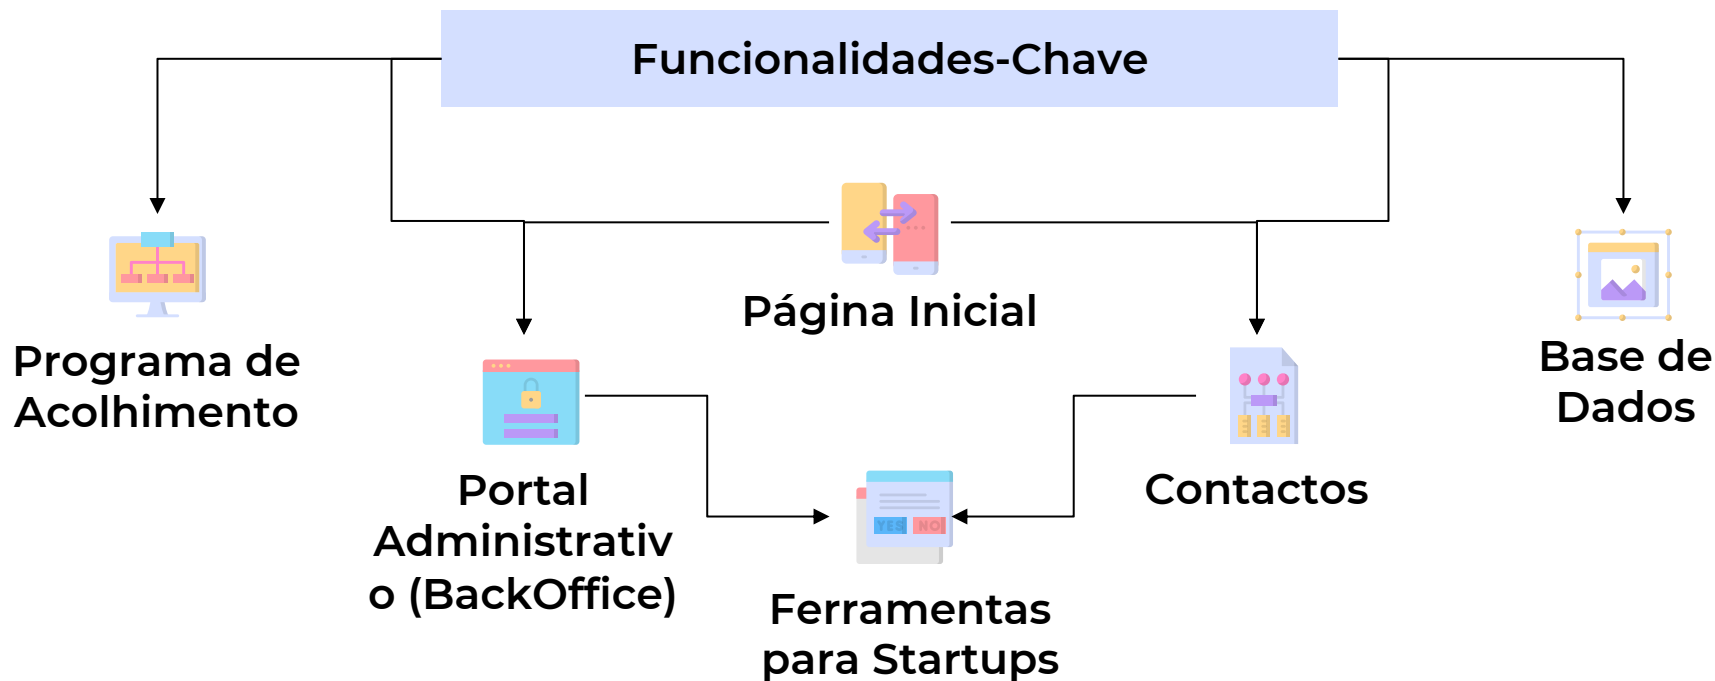 Funcionalidades-Chave
Página Inicial
Programa de
Acolhimento
Base de
Dados
Portal
Administrativ
o (BackOffice)
Contactos
YES NO
Ferramentas
para Startups